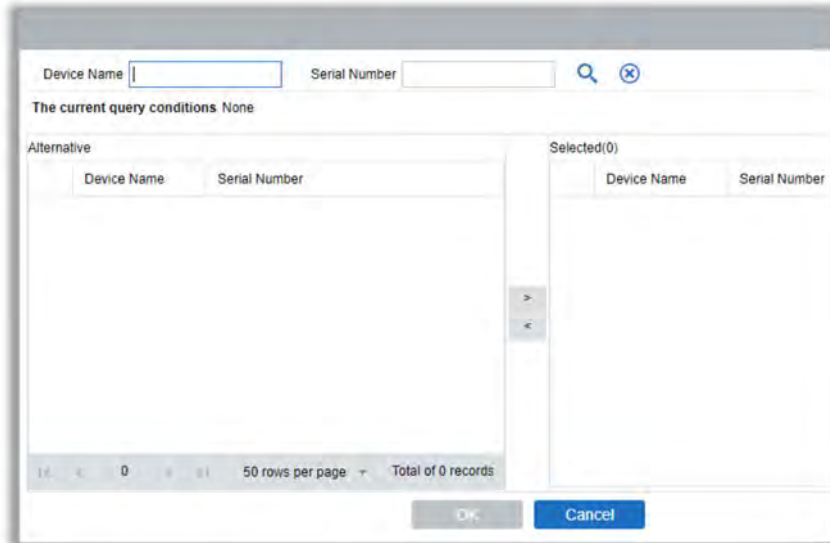 Device Name Serial Number
The current query conditions None
Alternative Selected(0)
Device Name Serial Number Device Name Serial Number
>
<
0 50 rows per page Total of 0 records
OK Cancel